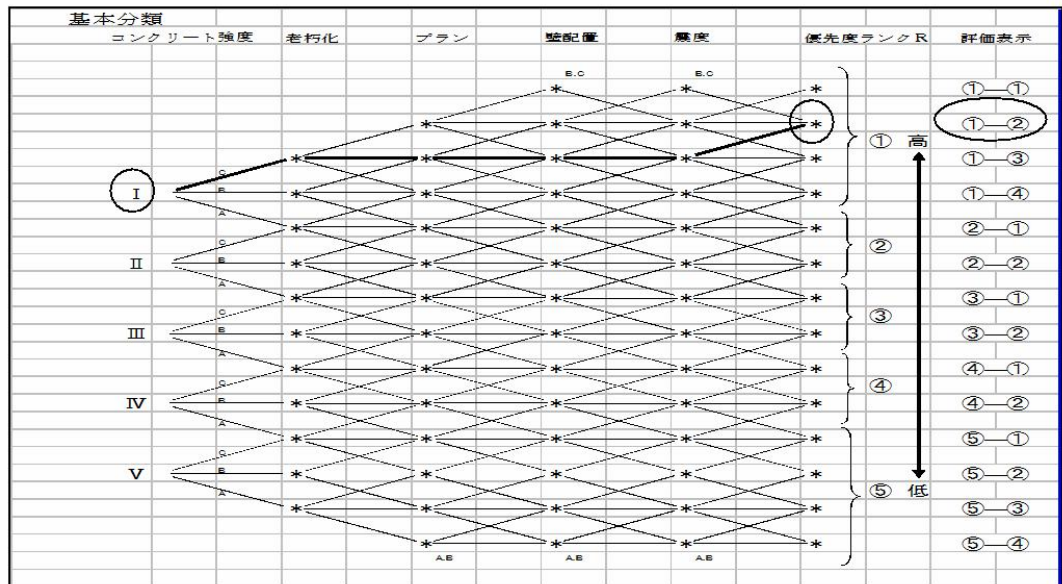 基本分類
コンクリート強度 老朽化 プラン 壁配置 震度 優先度ランクR 評価表示
B.C B.C
* * * ①—①
* * * * ①—②
① 高
* * * * * ①—③
C
Ⅰ B * * * * * ①—④
A
* * * * * ②—①
C ②
Ⅱ B * * * * * ②—②
A
* * * * * ③—①
C ③
Ⅲ B * * * * * ③—②
A
* * * * * ④—①
C ④
Ⅳ B * * * * * ④—②
A
* * * * * ⑤—①
C
Ⅴ B * * * * * ⑤—②
A ⑤ 低
* * * * * ⑤—③
* * * * ⑤—④
A.B A.B A.B